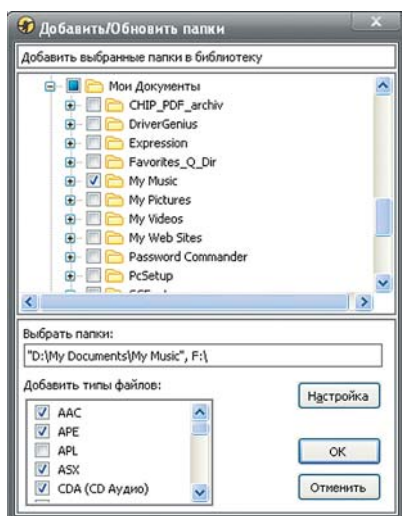 Добавить/Обновить папки
Добавить выбранные папки в библиотеку
Мои Документы
CHIP_PDF_archiv
DriverGenius
Expression
Favorites_Q_Dir
My Music
My Pictures
My Videos
My Web Sites
Password Commander
PcSetup
Выбрать папки:
"D:\My Documents\My Music", F:\
Добавить типы файлов:
Настройка
AAC
APE
APL
ASX
OK
CDA (CD Аудио)
Отменить